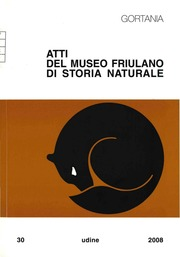 GORTANIA
ATTI
DEL MUSEO FRIULANO
DI STORIA NATURALE
30 udine 2008